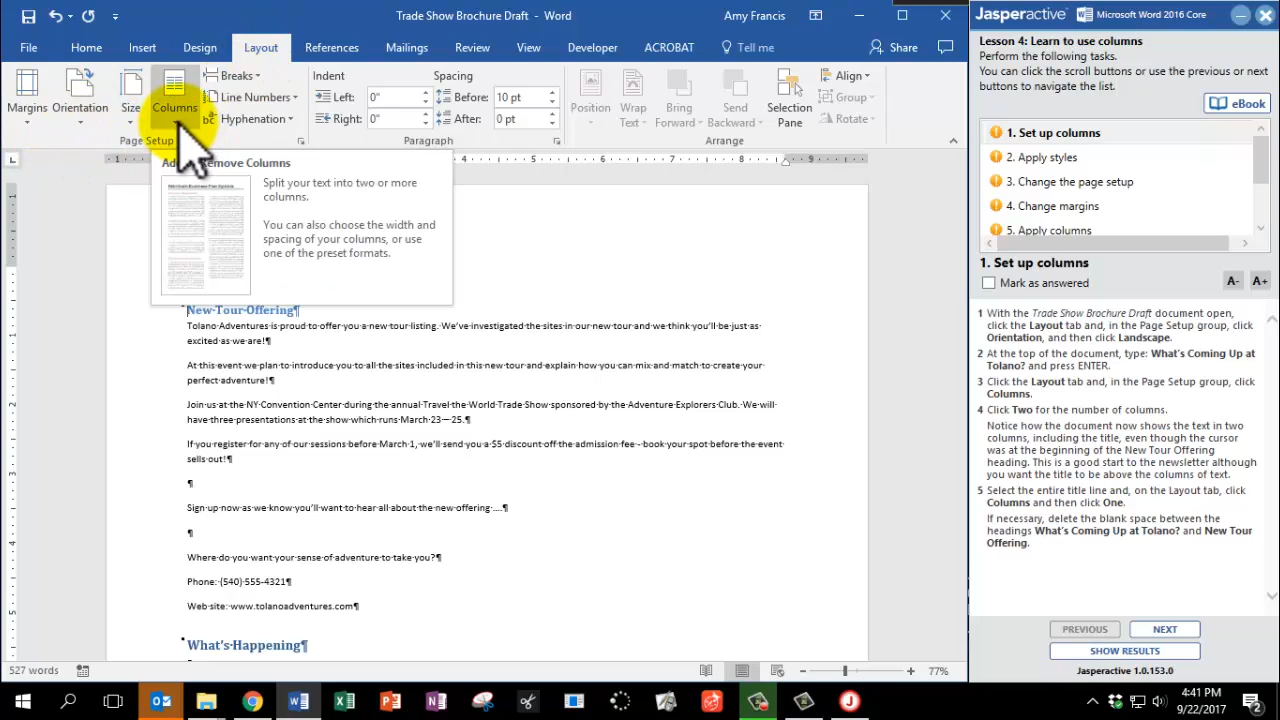 Trade Show Brochure Draft - Word
Amy Francis
File Home Insert Design Layout References Mailings Review View Developer ACROBAT Tell me Share
Margins
Orientation
Size
Columns
Breaks
Line Numbers
Hyphenation
Page Setup
Indent
Left: 0"
Right: 0"
Spacing
Before: 10 pt
After: 0 pt
Paragraph
Position
Wrap Text
Bring Forward
Send Backward
Selection Pane
Align
Group
Rotate
Arrange
Columns
Split your text into two or more
columns.
You can also choose the width and
spacing of your columns, or use
one of the preset formats.
New·Tour·Offering¶
Tolano·Adventures·is·proud·to·offer·you·a·new·tour·listing.·We've·investigated·the·sites·in·our·new·tour·and·we·think·you'll·be·just·as·
excited·as·we·are!¶
At·this·event·we·plan·to·introduce·you·to·all·the·sites·included·in·this·new·tour·and·explain·how·you·can·mix·and·match·to·create·your·
perfect·adventure!¶
Join·us·at·the·NY·Convention·Center·during·the·annual·Travel·the·World·Trade·Show·sponsored·by·the·Adventure·Explorers·Club.·We·will·
have·three·presentations·at·the·show·which·runs·March·23—25.¶
If·you·register·for·any·of·our·sessions·before·March·1,·we'll·send·you·a·$5·discount·off·the·admission·fee·-·book·your·spot·before·the·event·
sells·out!¶
¶
Sign·up·now·as·we·know·you'll·want·to·hear·all·about·the·new·offering·....¶
¶
Where·do·you·want·your·sense·of·adventure·to·take·you?¶
Phone:·(540)·555-4321¶
Web·site:·www.tolanoadventures.com¶
What's·Happening¶
527 words
77%
Jasperactive Microsoft Word 2016 Core
Lesson 4: Learn to use columns
Perform the following tasks.
You can click the scroll buttons or use the previous or next
buttons to navigate the list.
eBook
1. Set up columns
2. Apply styles
3. Change the page setup
4. Change margins
5. Apply columns
1. Set up columns
Mark as answered
A- A+
1 With the Trade Show Brochure Draft document open,
click the Layout tab and, in the Page Setup group, click
Orientation, and then click Landscape.
2 At the top of the document, type: What's Coming Up at
Tolano? and press ENTER.
3 Click the Layout tab and, in the Page Setup group, click
Columns.
4 Click Two for the number of columns.
Notice how the document now shows the text in two
columns, including the title, even though the cursor
was at the beginning of the New Tour Offering
heading. This is a good start to the newsletter although
you want the title to be above the columns of text.
5 Select the entire title line and, on the Layout tab, click
Columns and then click One.
If necessary, delete the blank space between the
headings What's Coming Up at Tolano? and New Tour
Offering.
PREVIOUS NEXT
SHOW RESULTS
Jasperactive 1.0.153.0
4:41 PM
9/22/2017